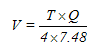 V = T×Q / 4×7.48